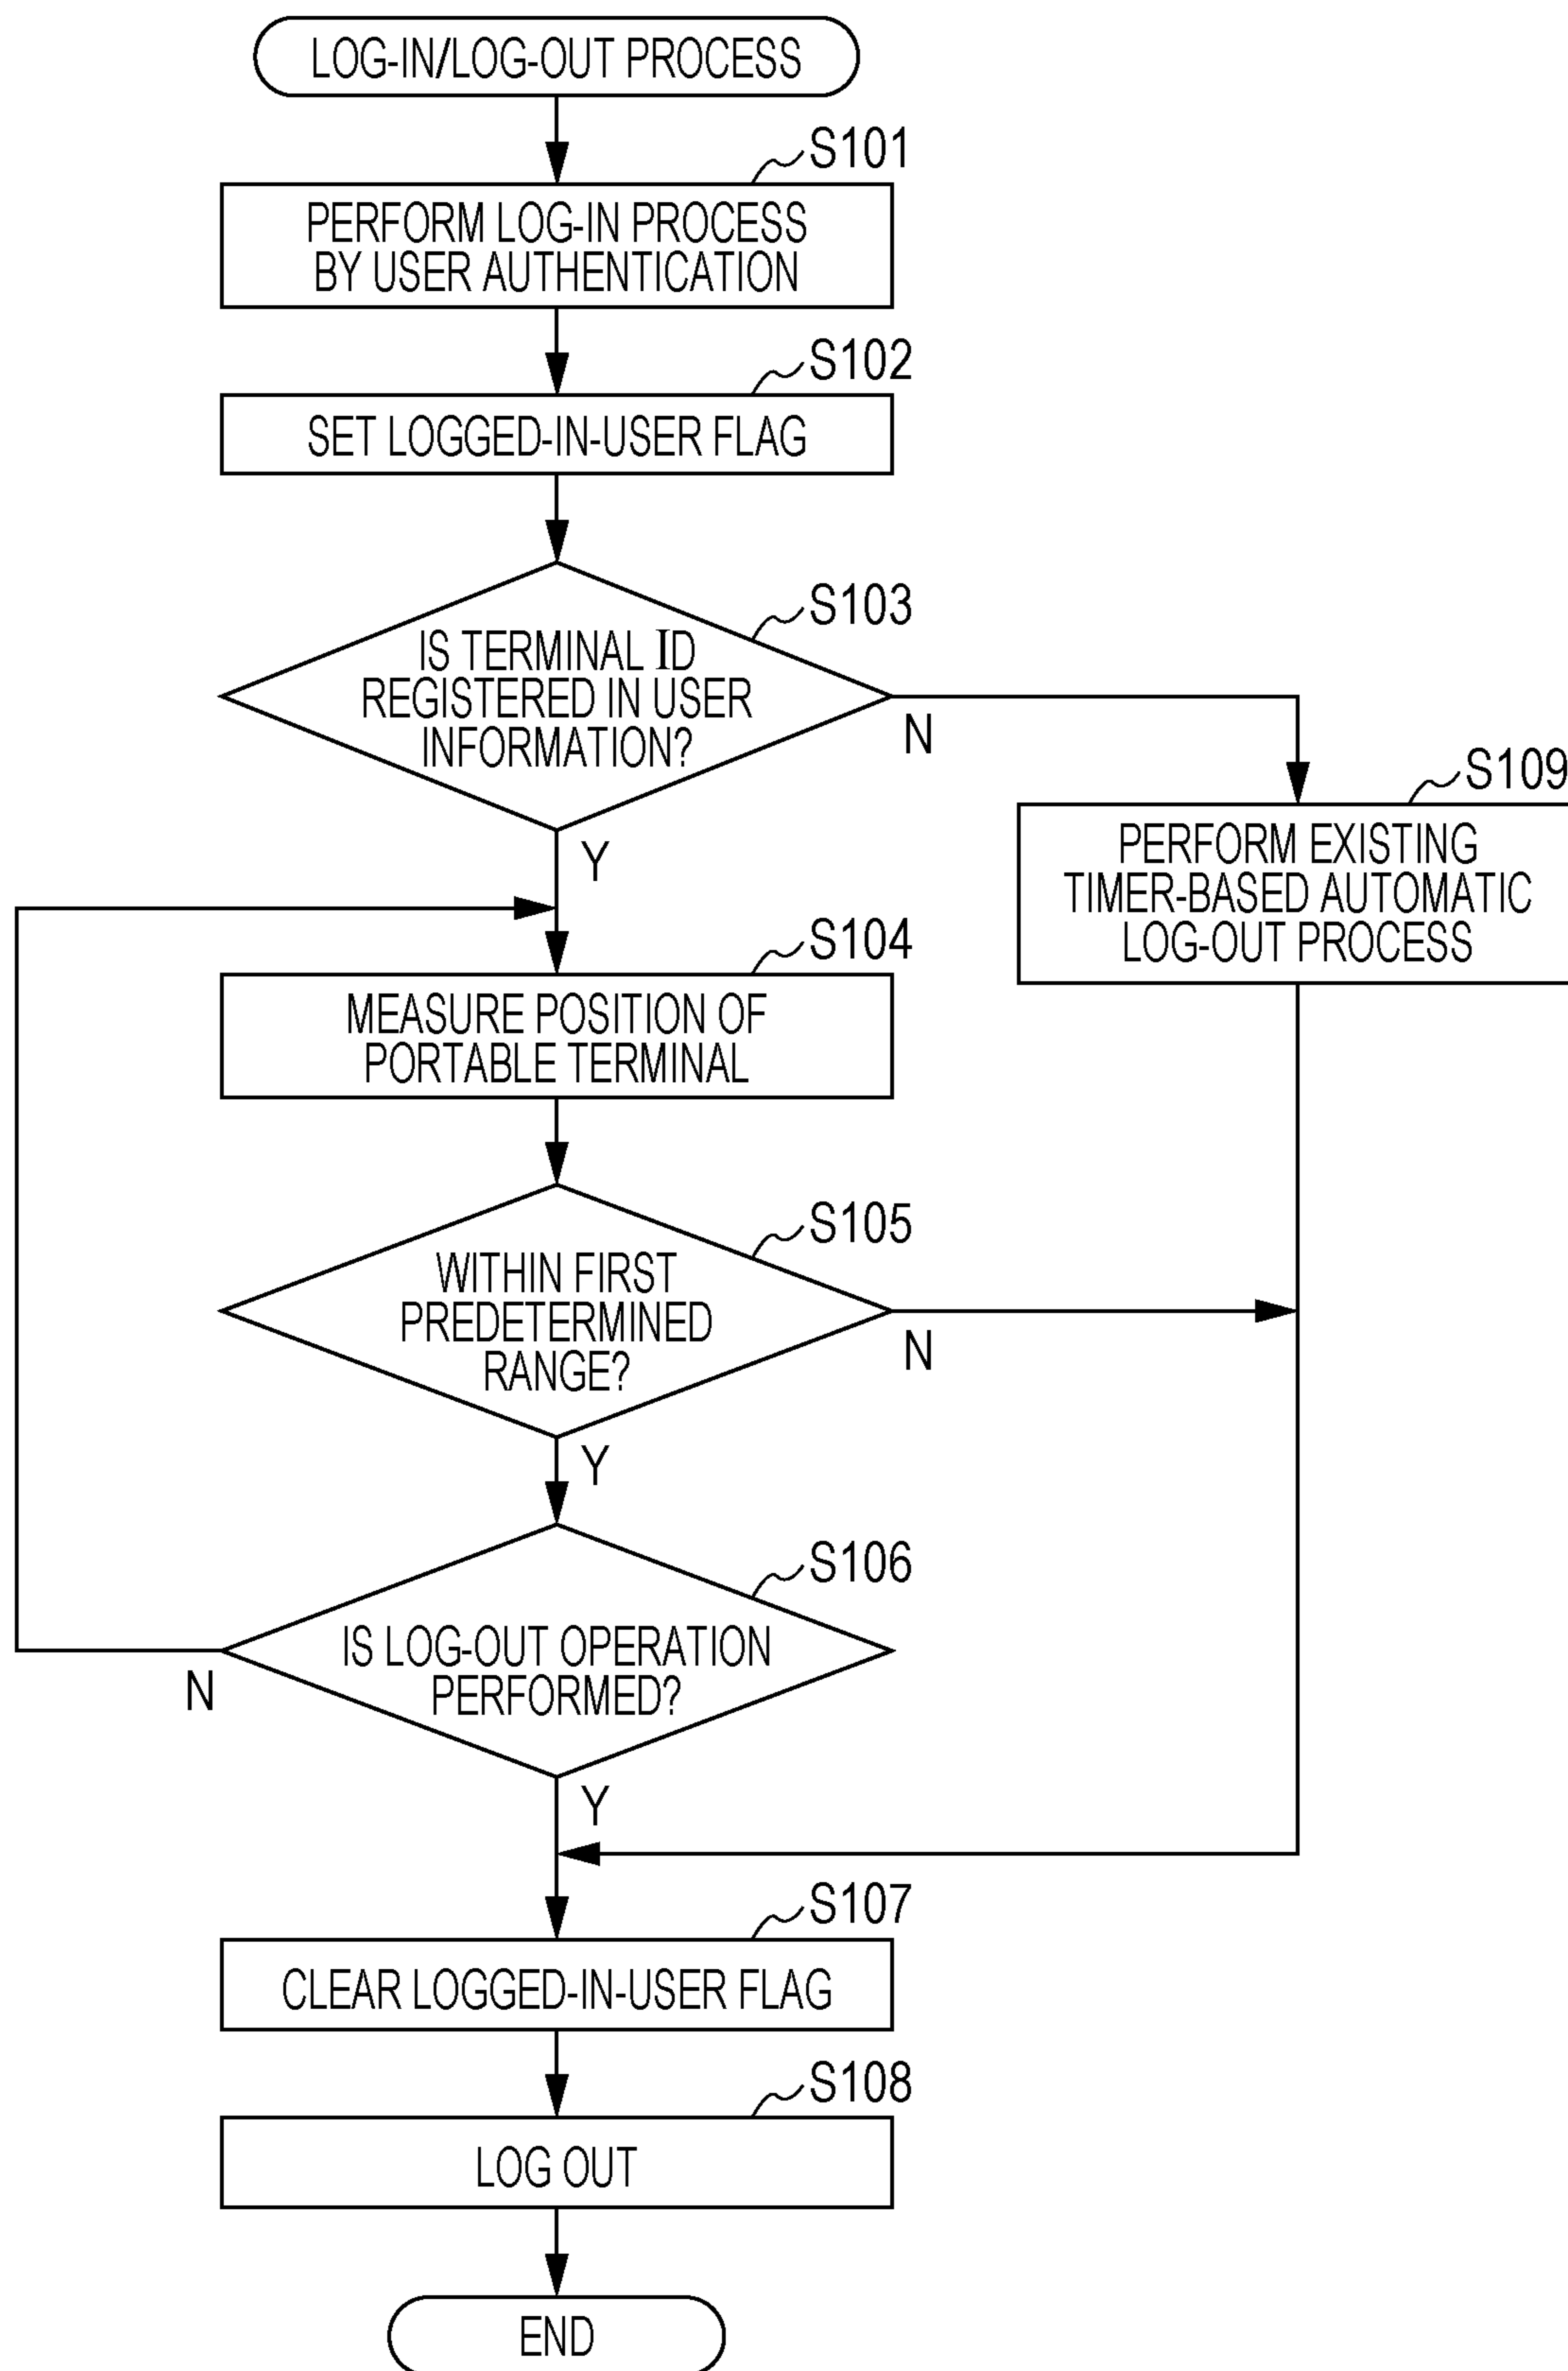 LOG-IN/LOG-OUT PROCESS
S101
PERFORM LOG-IN PROCESS
BY USER AUTHENTICATION
S102
SET LOGGED-IN-USER FLAG
S103
IS TERMINAL ID
REGISTERED IN USER
INFORMATION?
N
Y
S109
PERFORM EXISTING
TIMER-BASED AUTOMATIC
LOG-OUT PROCESS
S104
MEASURE POSITION OF
PORTABLE TERMINAL
S105
WITHIN FIRST
PREDETERMINED
RANGE?
N
Y
S106
IS LOG-OUT OPERATION
PERFORMED?
N
Y
S107
CLEAR LOGGED-IN-USER FLAG
S108
LOG OUT
END